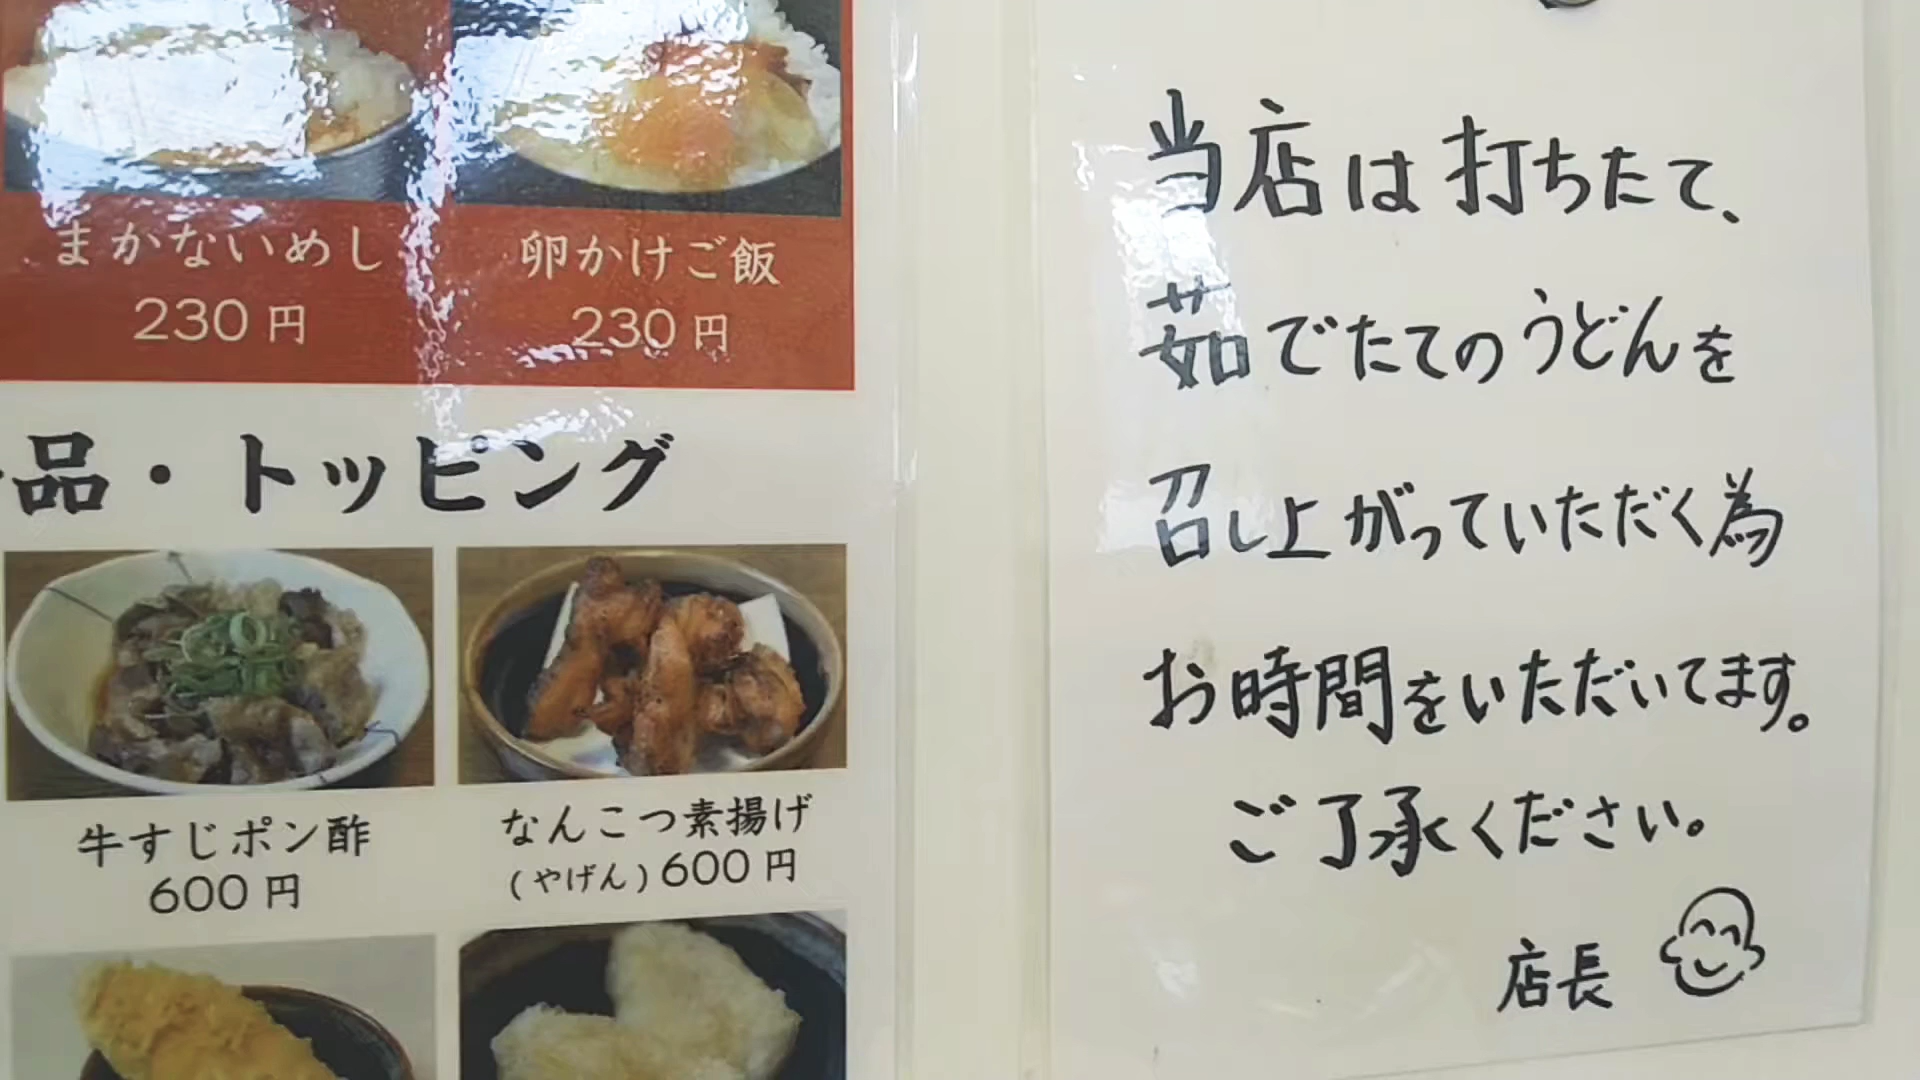 まかないめし
230円
卵かけご飯
230円
品・トッピング
牛すじポン酢
600円
なんこつ素揚げ
(やげん)600円
当店は打ちたて、
茹でたてのうどんを
召し上がっていただく為
お時間をいただいてます。
ご了承ください。
店長